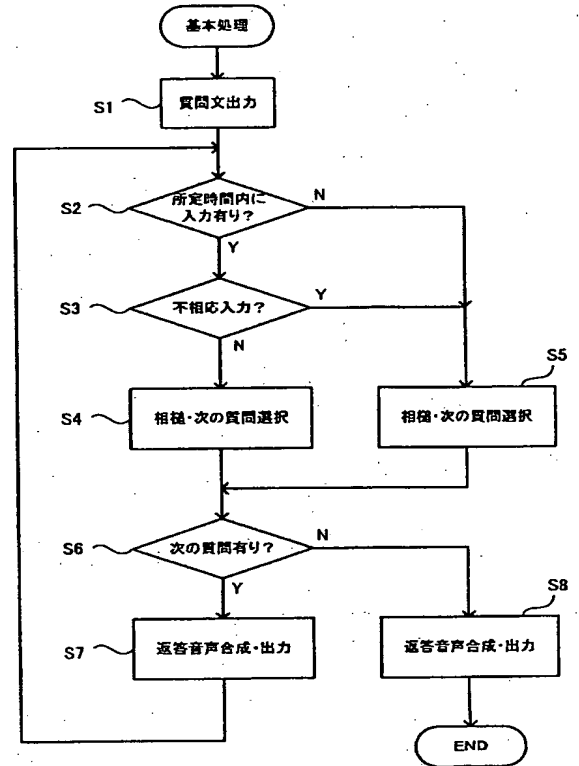 基本処理
S1
質問文出力
S2
所定時間内に
入力有り?
N
Y
S3
不相応入力?
Y
N
S5
S4
相槌・次の質問選択
相槌・次の質問選択
S6
次の質問有り?
N
Y
S8
S7
返答音声合成・出力
返答音声合成・出力
END